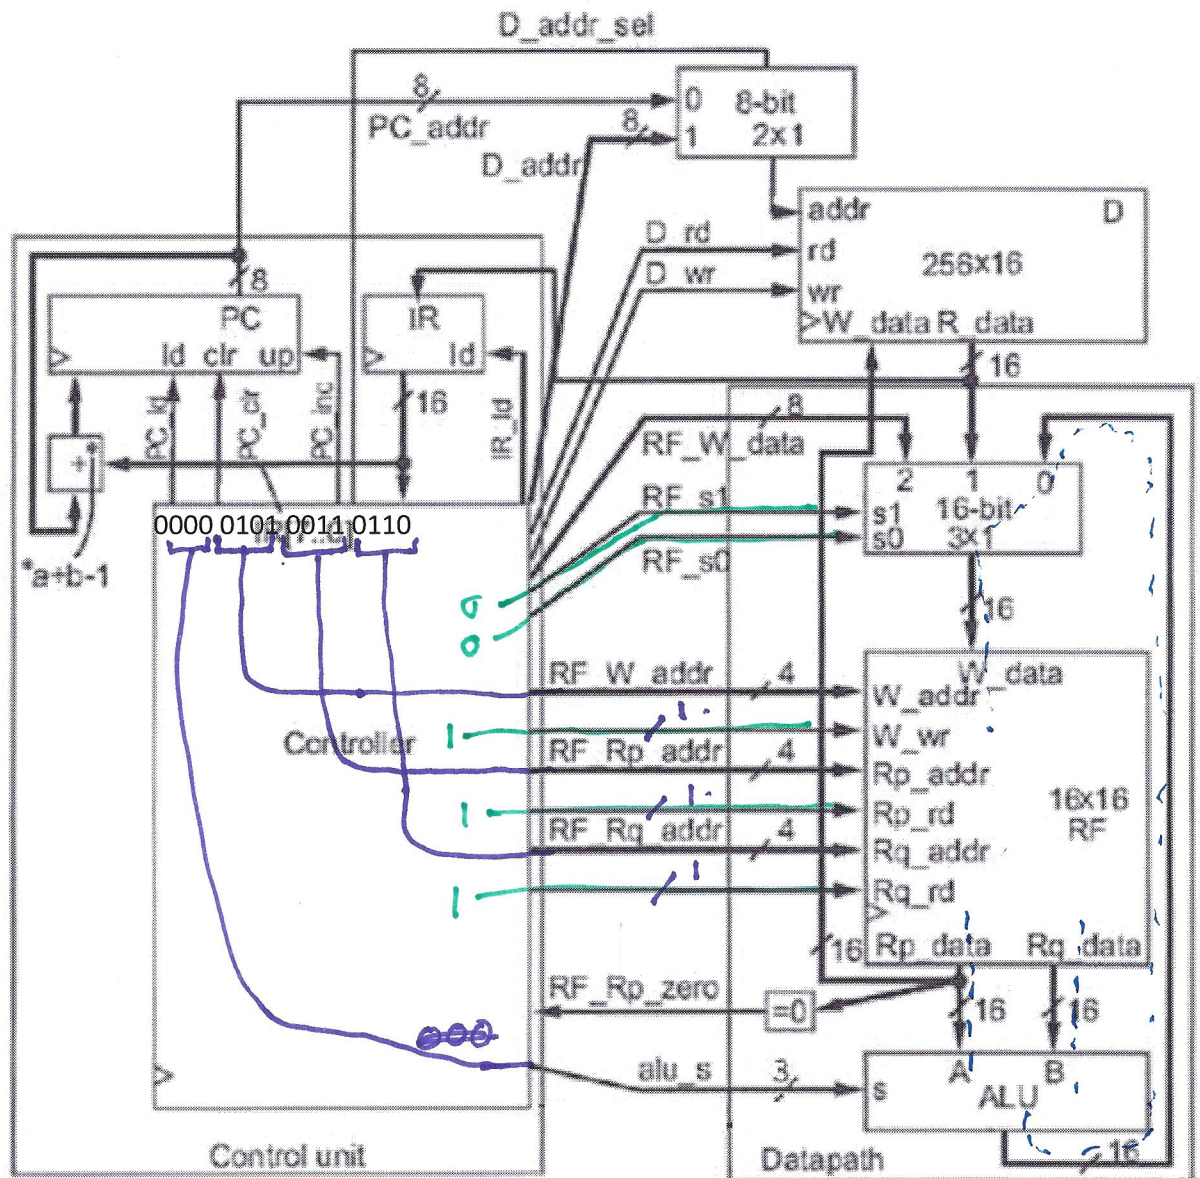 D_addr_sel
8
PC_addr
0
8-bit
8
1
2x1
D_addr
addr
D
D_rd
rd
256x16
D_wr
wr
W_data R_data
8
PC
IR
ld clr up
ld
16
16
PC_ld
PC_clr
PC_inc
IR_ld
8
RF_W_data
+*
2
1
0
RF_s1
s1
16-bit
0000 0101 0011 0110
s0
3x1
*a+b-1
RF_s0
0
0
16
RF_W_addr
4
W_data
W_addr
1
1.
W_wr
Controller
RF_Rp_addr
4
Rp_addr
1
1.
Rp_rd
16x16
RF
RF_Rq_addr
4
Rq_addr
1
1
Rq_rd
16
Rp_data
Rq_data
RF_Rp_zero
=0
16
16
000
alu_s
3
s
A
B
ALU
Control unit
Datapath
16